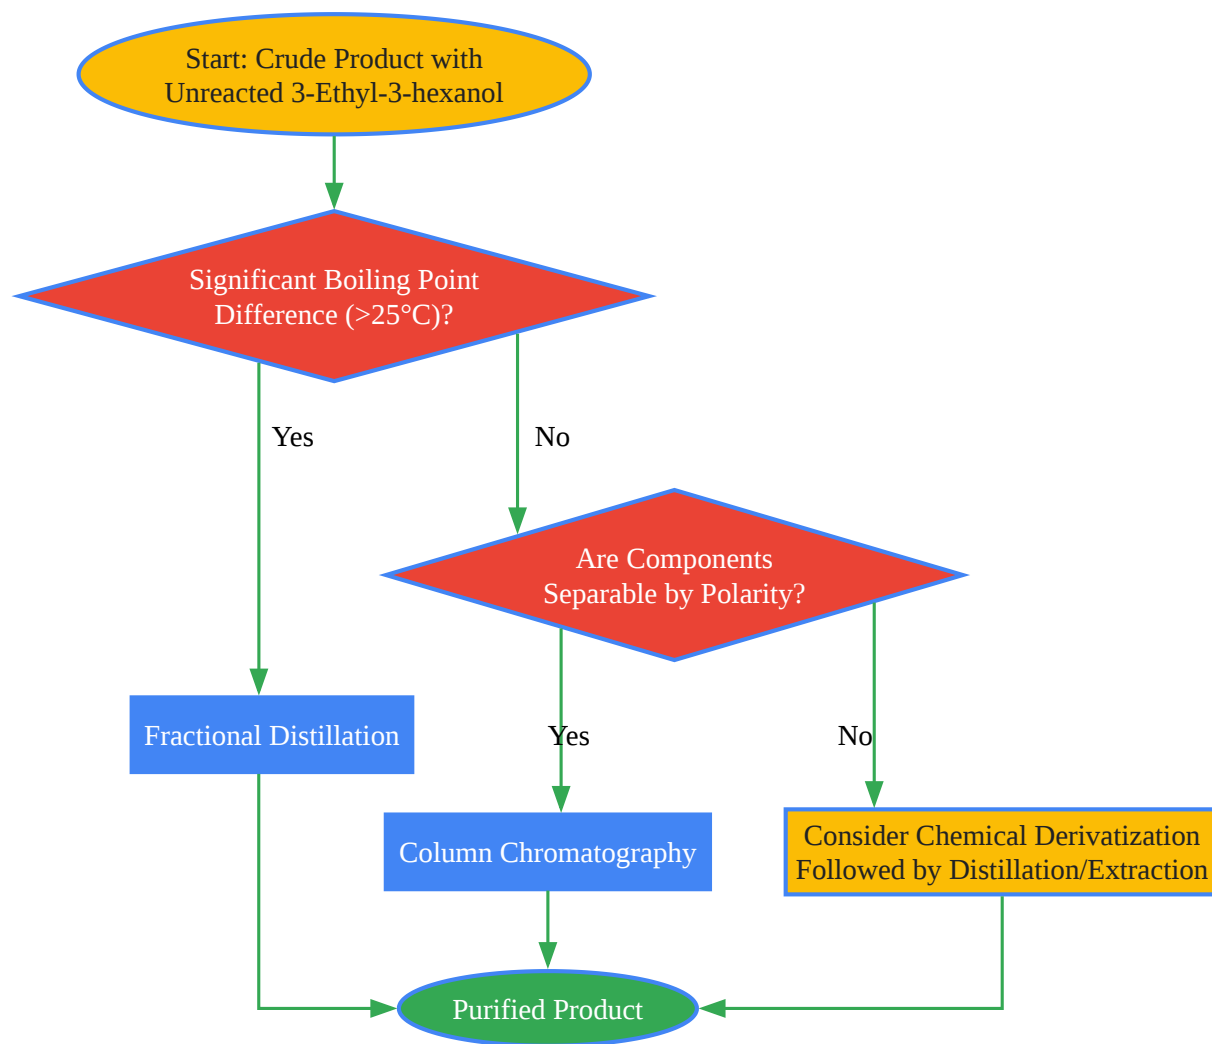 Start: Crude Product with
Unreacted 3-Ethyl-3-hexanol
Significant Boiling Point
Difference (>25°C)?
Yes
No
Are Components
Separable by Polarity?
Fractional Distillation
Yes
No
Column Chromatography
Consider Chemical Derivatization
Followed by Distillation/Extraction
Purified Product